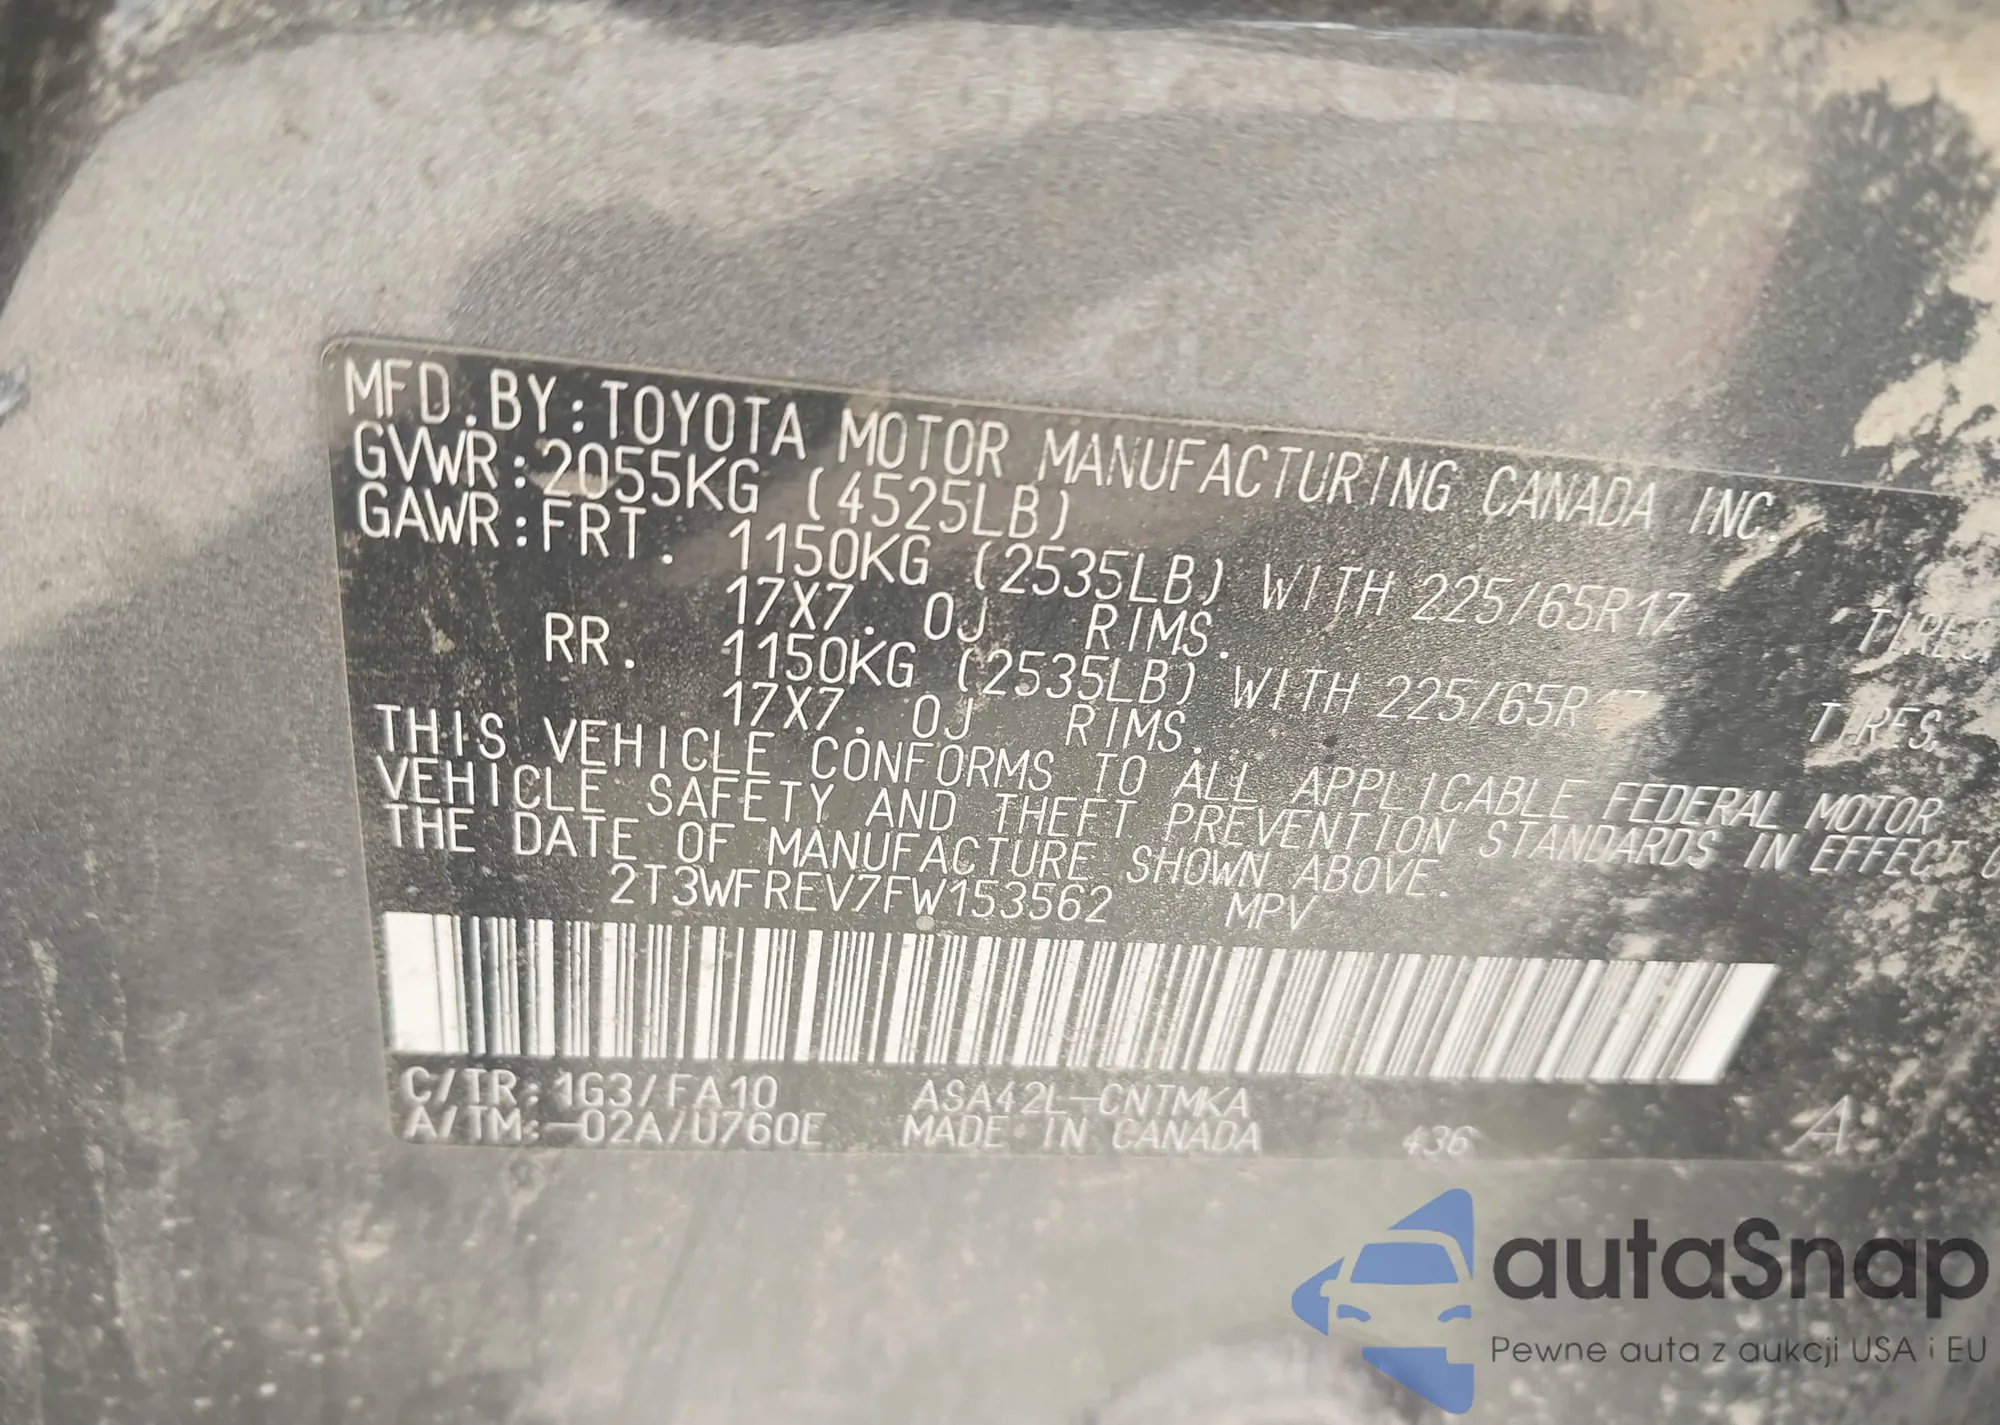 MFD.BY:TOYOTA MOTOR MANUFACTURING CANADA INC.
GVWR:2055KG (4525LB)
GAWR:FRT. 1150KG (2535LB) WITH 225/65R17 TIRES,
17X7.0J RIMS.
RR. 1150KG (2535LB) WITH 225/65R17 TIRES,
17X7.0J RIMS.
THIS VEHICLE CONFORMS TO ALL APPLICABLE FEDERAL MOTOR
VEHICLE SAFETY AND THEFT PREVENTION STANDARDS IN EFFECT
THE DATE OF MANUFACTURE SHOWN ABOVE.
2T3WFREV7FW153562 MPV
C/TR:1G3/FA10 ASA42L-CNTMKA
A/TM:-02A/U760E MADE IN CANADA 436 A
autaSnap
Pewne auta z aukcji USA i EU